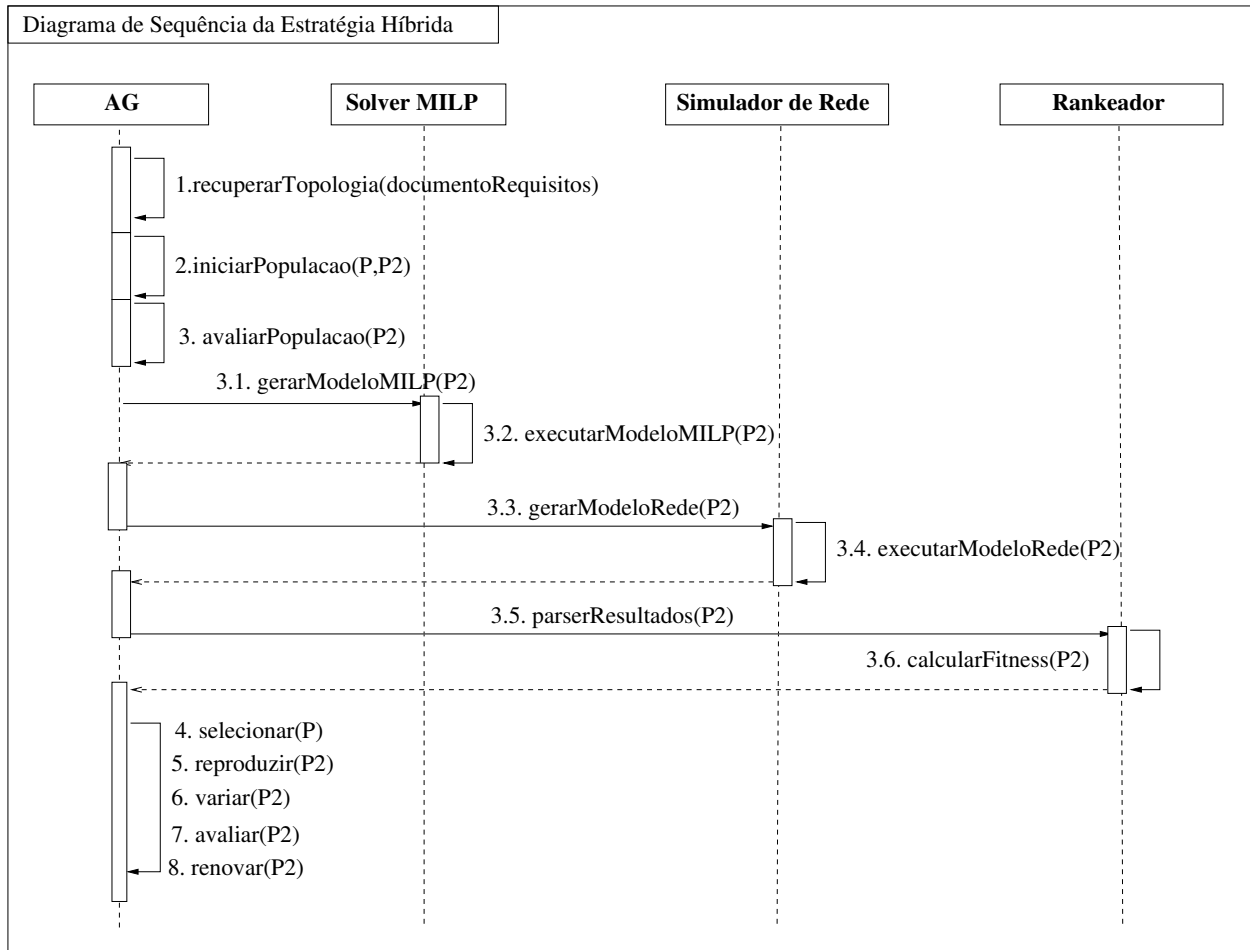 Diagrama de Sequência da Estratégia Híbrida
AG
Solver MILP
Simulador de Rede
Rankeador
1.recuperarTopologia(documentoRequisitos)
2.iniciarPopulacao(P,P2)
3. avaliarPopulacao(P2)
3.1. gerarModeloMILP(P2)
3.2. executarModeloMILP(P2)
3.3. gerarModeloRede(P2)
3.4. executarModeloRede(P2)
3.5. parserResultados(P2)
3.6. calcularFitness(P2)
4. selecionar(P)
5. reproduzir(P2)
6. variar(P2)
7. avaliar(P2)
8. renovar(P2)